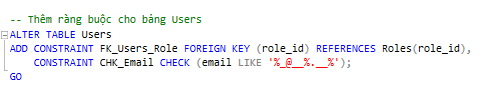 -- Thêm ràng buộc cho bảng Users
ALTER TABLE Users
ADD CONSTRAINT FK_Users_Role FOREIGN KEY (role_id) REFERENCES Roles(role_id),
    CONSTRAINT CHK_Email CHECK (email LIKE '%_@__%.__%');
GO